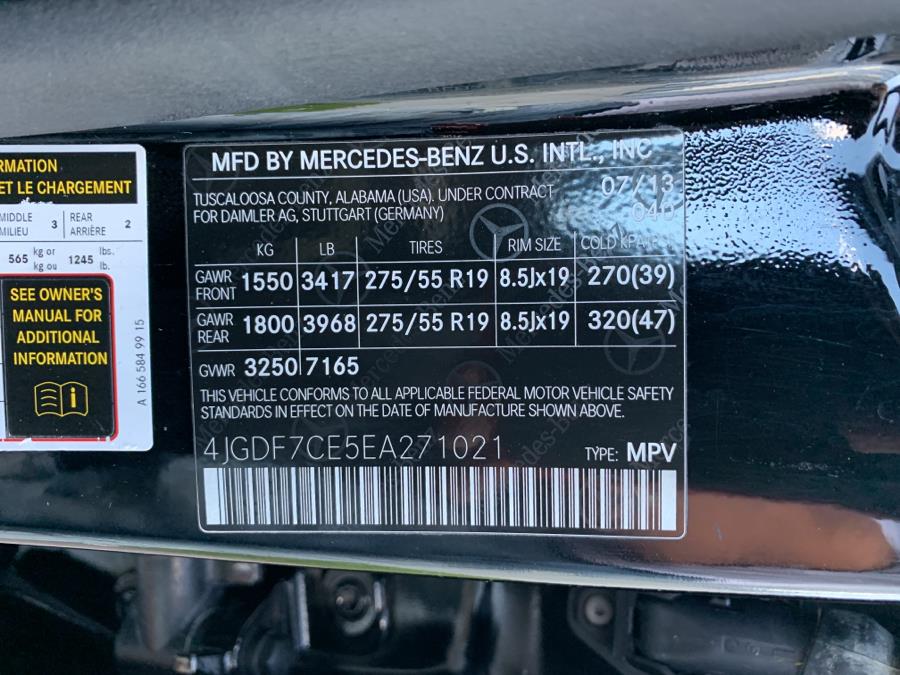 RMATION
ET LE CHARGEMENT
MIDDLE
MILIEU 3 REAR
ARRIÈRE 2
565 kg or
kg ou 1245 lbs.
lb.
SEE OWNER'S
MANUAL FOR
ADDITIONAL
INFORMATION
A 166 584 99 15
MFD BY MERCEDES-BENZ U.S. INTL., INC
TUSCALOOSA COUNTY, ALABAMA (USA). UNDER CONTRACT 07/13
FOR DAIMLER AG, STUTTGART (GERMANY) 040
KG LB TIRES RIM SIZE COLD KPA
GAWR
FRONT 1550 3417 275/55 R19 8.5Jx19 270(39)
GAWR
REAR 1800 3968 275/55 R19 8.5Jx19 320(47)
GVWR 3250 7165
THIS VEHICLE CONFORMS TO ALL APPLICABLE FEDERAL MOTOR VEHICLE SAFETY
STANDARDS IN EFFECT ON THE DATE OF MANUFACTURE SHOWN ABOVE.
4JGDF7CE5EA271021 TYPE: MPV